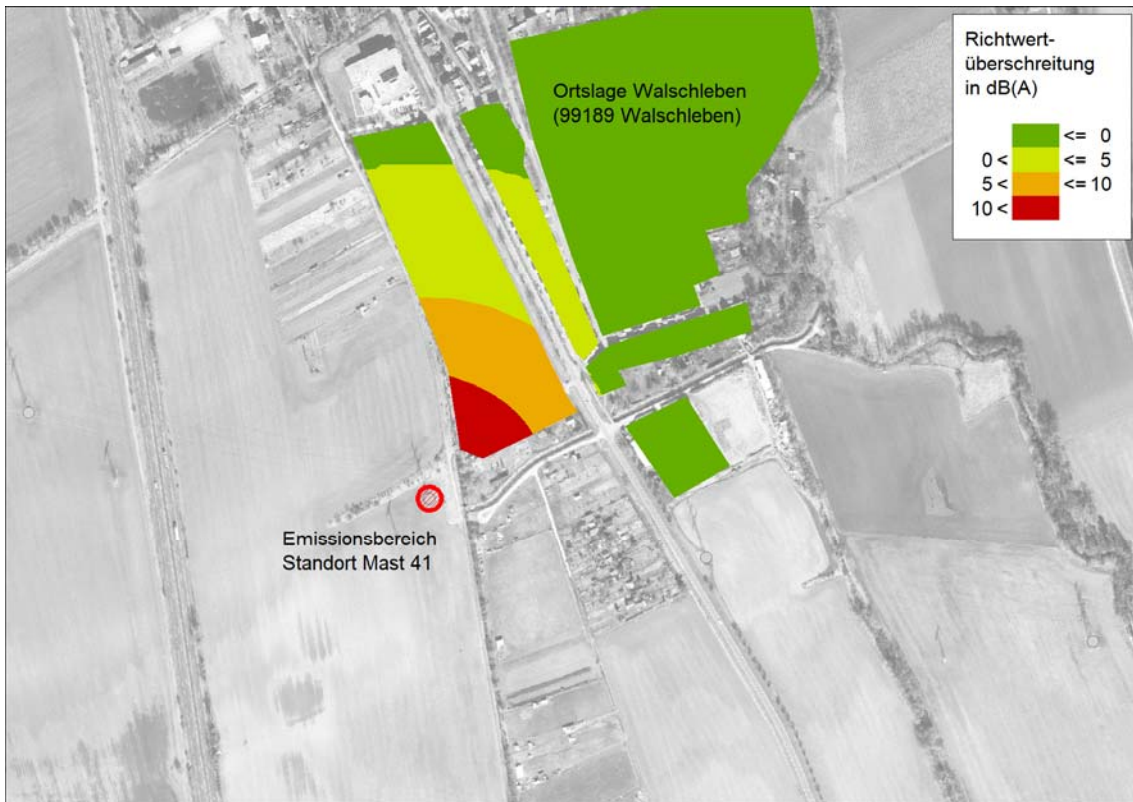 Ortslage Walschleben
(99189 Walschleben)
Richtwert-
überschreitung
in dB(A)
<= 0
0 < <= 5
5 < <= 10
10 <
Emissionsbereich
Standort Mast 41